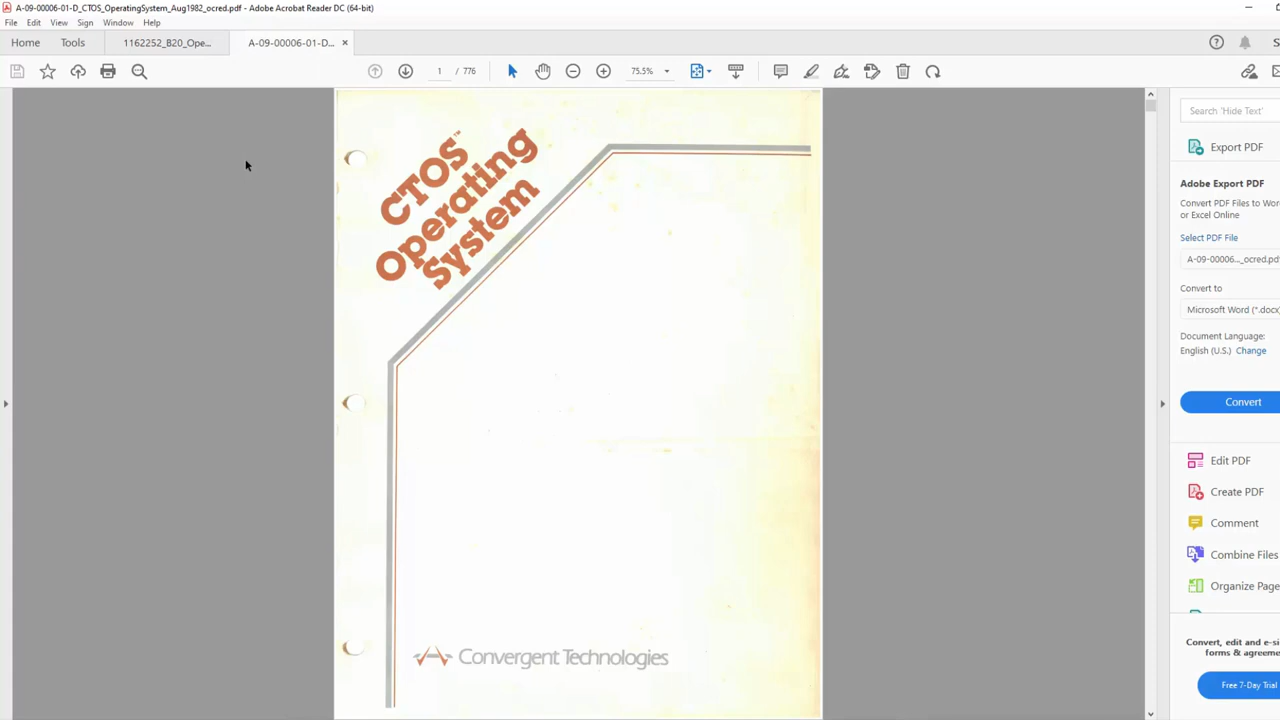 A-09-00006-01-D_CTOS_OperatingSystem_Aug1982_ocred.pdf - Adobe Acrobat Reader DC (64-bit)
File Edit View Sign Window Help
Home Tools 1162252_B20_Ope... A-09-00006-01-D... ×
1 / 776 75.5%
CTOS™
Operating
System
Convergent Technologies
Search 'Hide Text'
Export PDF
Adobe Export PDF
Convert PDF Files to Wor
or Excel Online
Select PDF File
A-09-00006..._ocred.pd
Convert to
Microsoft Word (*.docx
Document Language:
English (U.S.) Change
Convert
Edit PDF
Create PDF
Comment
Combine Files
Organize Page
Convert, edit and e-si
forms & agreeme
Free 7-Day Trial